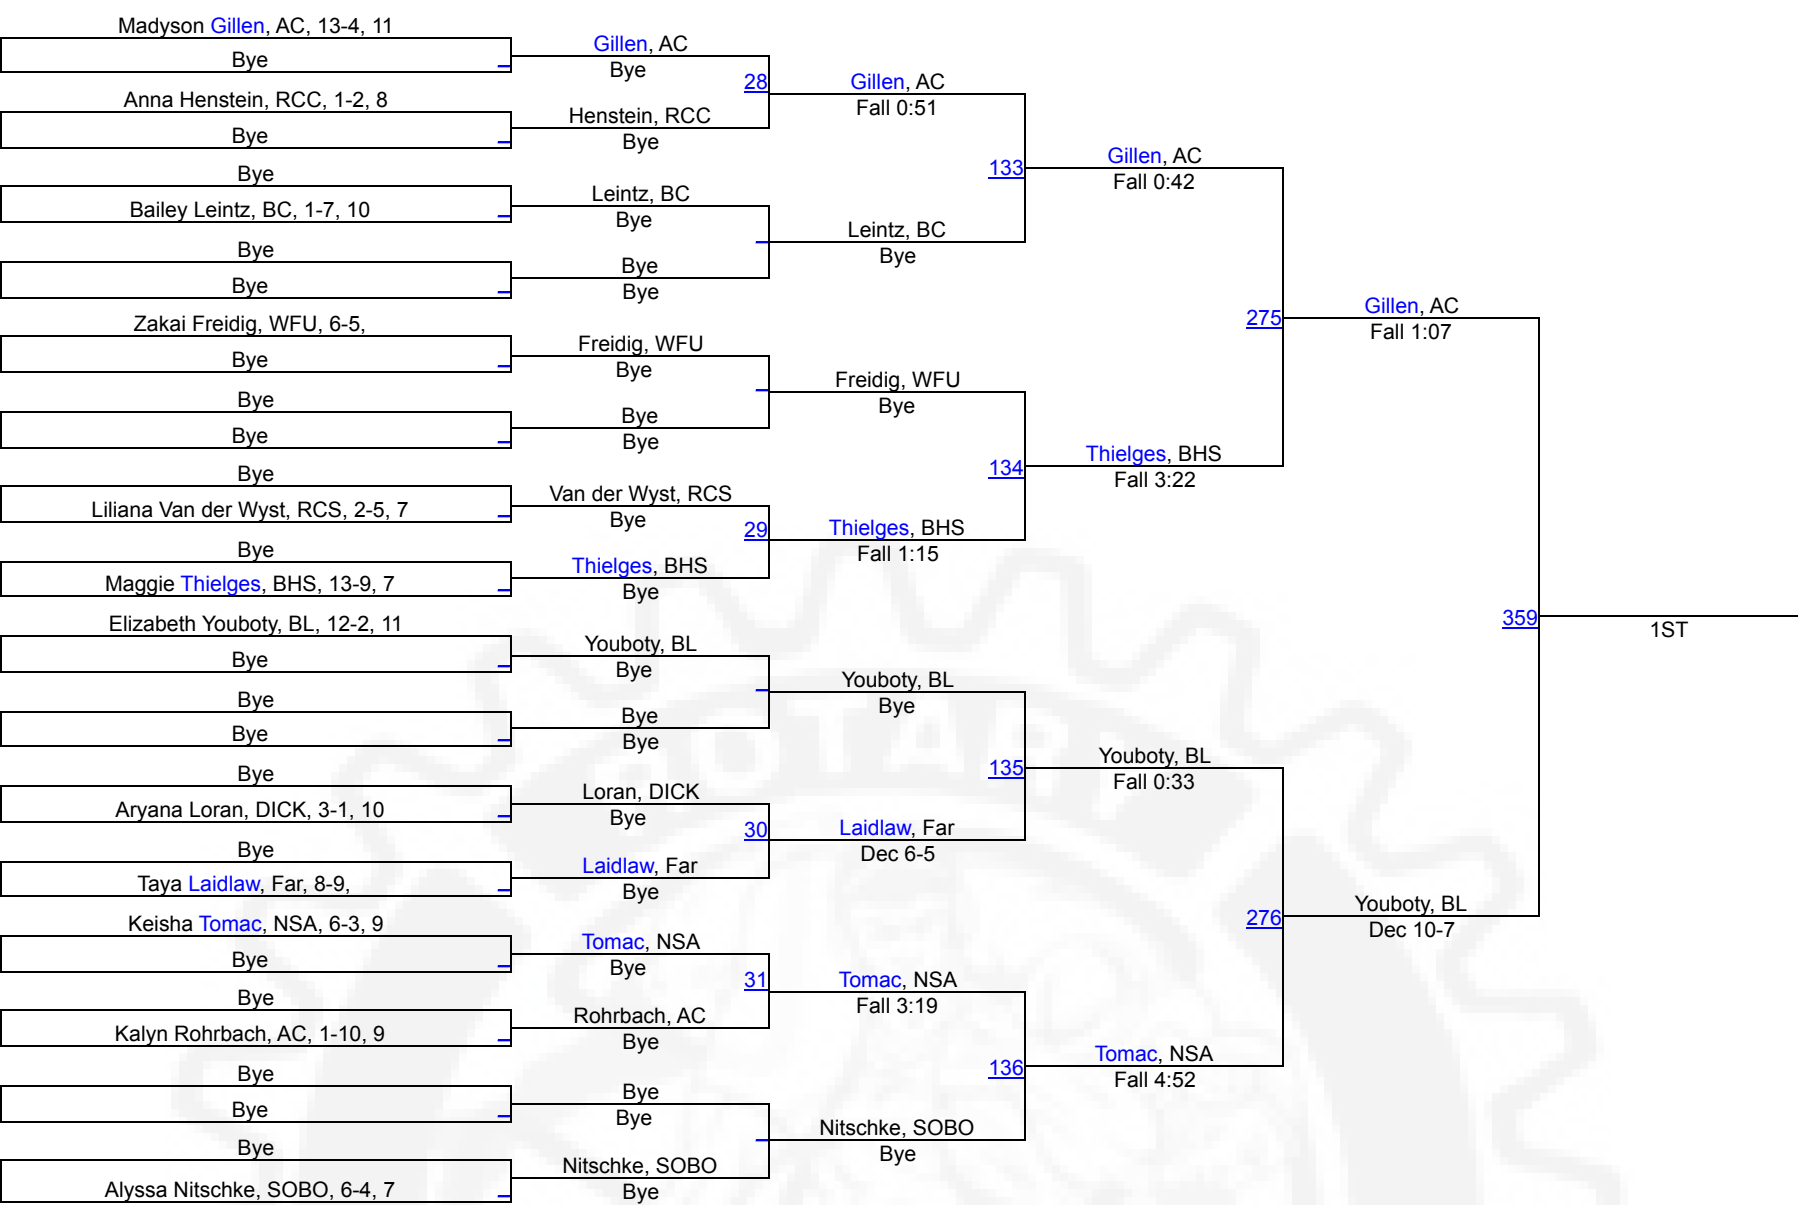 Madyson Gillen, AC, 13-4, 11
Bye
Anna Henstein, RCC, 1-2, 8
Bye
Bye
Bailey Leintz, BC, 1-7, 10
Bye
Bye
Zakai Freidig, WFU, 6-5,
Bye
Bye
Bye
Bye
Liliana Van der Wyst, RCS, 2-5, 7
Bye
Maggie Thielges, BHS, 13-9, 7
Elizabeth Youboty, BL, 12-2, 11
Bye
Bye
Bye
Bye
Aryana Loran, DICK, 3-1, 10
Bye
Taya Laidlaw, Far, 8-9,
Keisha Tomac, NSA, 6-3, 9
Bye
Bye
Kalyn Rohrbach, AC, 1-10, 9
Bye
Bye
Bye
Alyssa Nitschke, SOBO, 6-4, 7
Gillen, AC
Bye
28
Henstein, RCC
Bye
Leintz, BC
Bye
Bye
Bye
Freidig, WFU
Bye
Bye
Bye
Van der Wyst, RCS
Bye
29
Thielges, BHS
Bye
Youboty, BL
Bye
Bye
Bye
Loran, DICK
Bye
30
Laidlaw, Far
Bye
Tomac, NSA
Bye
31
Rohrbach, AC
Bye
Bye
Bye
Nitschke, SOBO
Bye
Gillen, AC
Fall 0:51
133
Leintz, BC
Bye
Freidig, WFU
Bye
134
Thielges, BHS
Fall 1:15
Youboty, BL
Bye
135
Laidlaw, Far
Dec 6-5
Tomac, NSA
Fall 3:19
136
Nitschke, SOBO
Bye
Gillen, AC
Fall 0:42
275
Thielges, BHS
Fall 3:22
Youboty, BL
Fall 0:33
276
Tomac, NSA
Fall 4:52
Gillen, AC
Fall 1:07
359
Youboty, BL
Dec 10-7
1ST
ROTARY